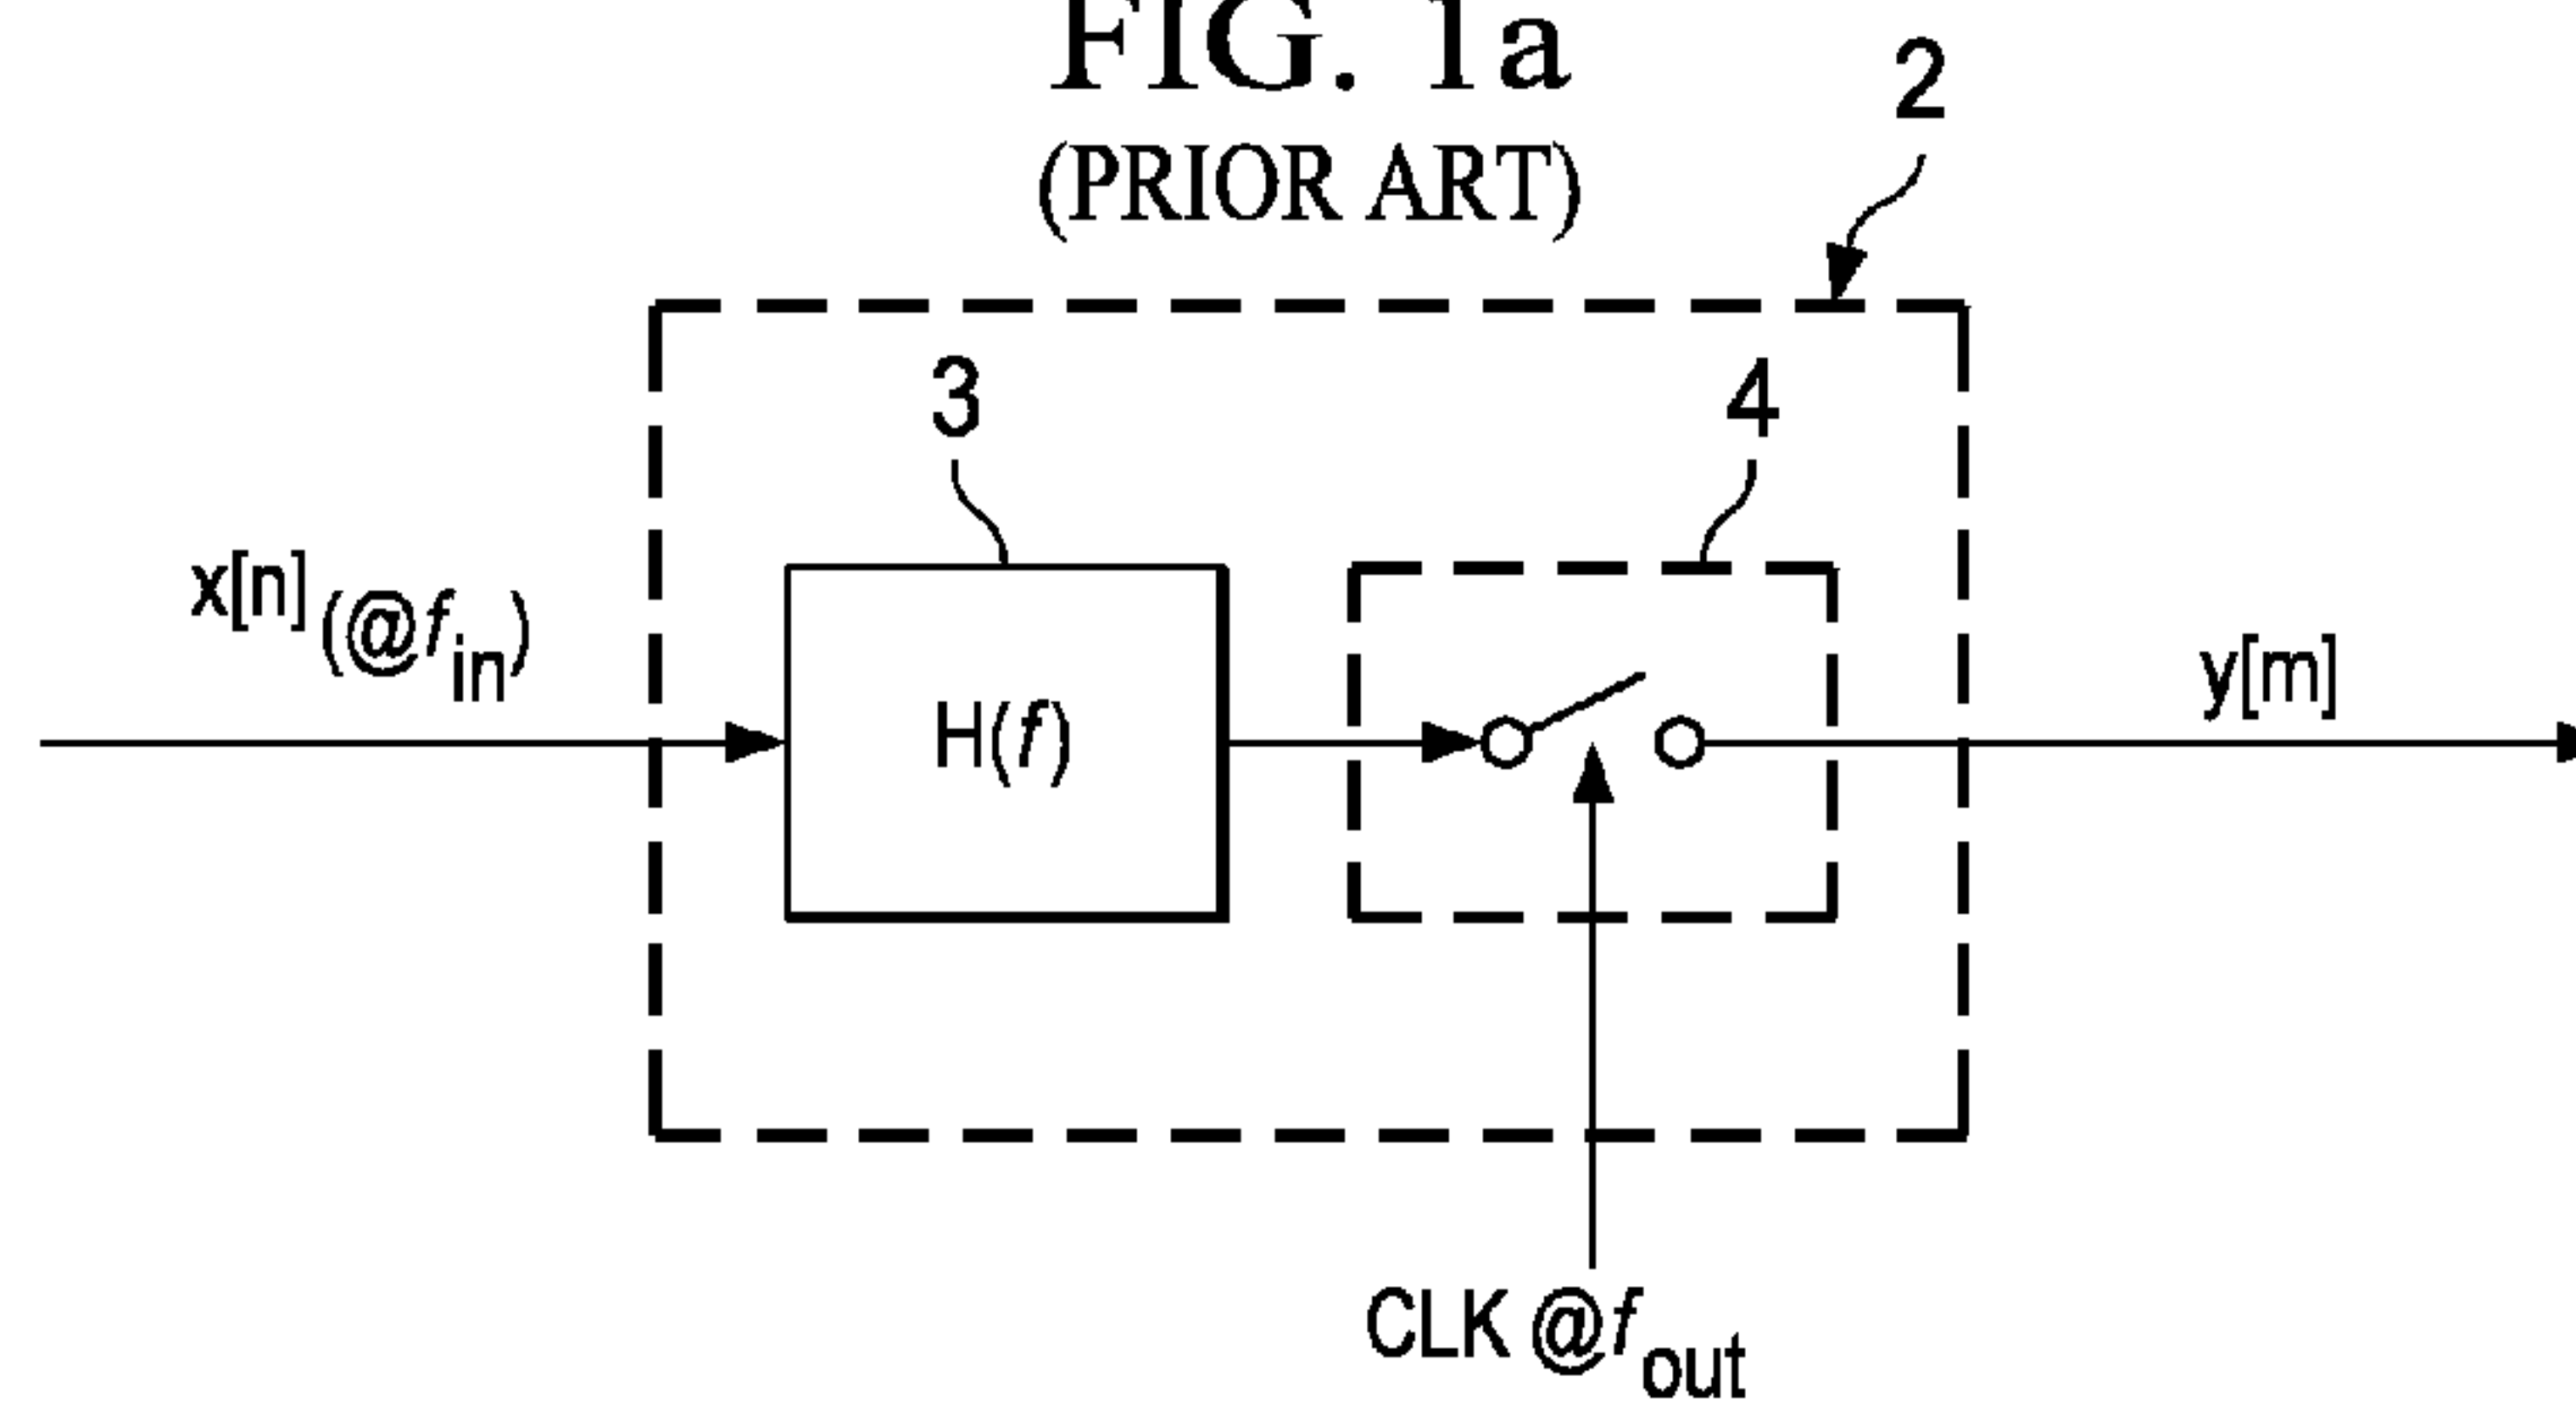 FIG. 1a
(PRIOR ART)
2
3
4
x[n] (@fin)
H(f)
y[m]
CLK @fout